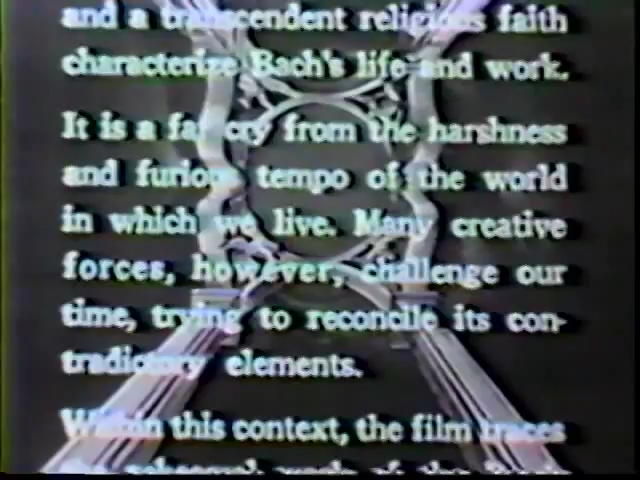 and a transcendent religious faith
characterize Bach's life and work.
It is a far cry from the harshness
and furious tempo of the world
in which we live. Many creative
forces, however, challenge our
time, trying to reconcile its con-
tradictory elements.
Within this context, the film traces